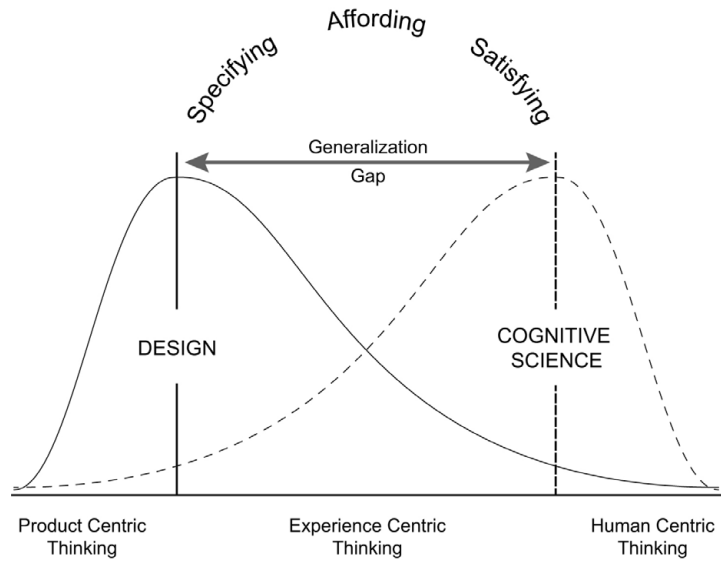 Specifying
Affording
Satisfying
Generalization
Gap
DESIGN
COGNITIVE
SCIENCE
Product Centric
Thinking
Experience Centric
Thinking
Human Centric
Thinking